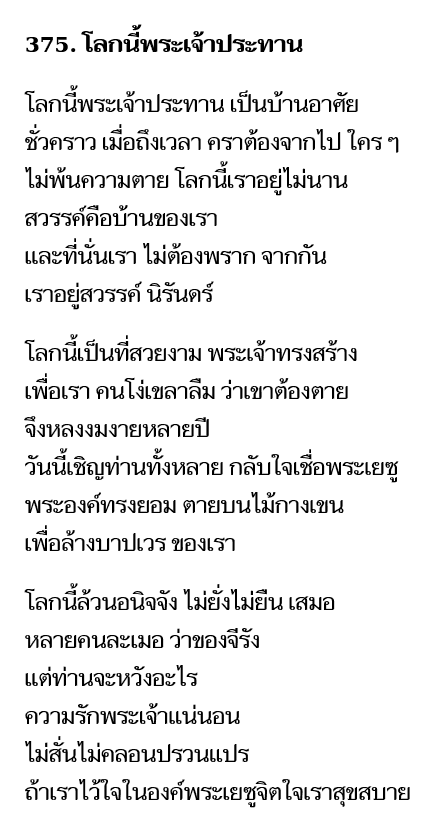 375. โลกนี้พระเจ้าประทาน
โลกนี้พระเจ้าประทาน เป็นบ้านอาศัย
ชั่วคราว เมื่อถึงเวลา คราต้องจากไป ใคร ๆ
ไม่พ้นความตาย โลกนี้เราอยู่ไม่นาน
สวรรค์คือบ้านของเรา
และที่นั่นเรา ไม่ต้องพราก จากกัน
เราอยู่สวรรค์ นิรันดร์
โลกนี้เป็นที่สวยงาม พระเจ้าทรงสร้าง
เพื่อเรา คนโง่เขลาลืม ว่าเขาต้องตาย
จึงหลงงมงายหลายปี
วันนี้เชิญท่านทั้งหลาย กลับใจเชื่อพระเยซู
พระองค์ทรงยอม ตายบนไม้กางเขน
เพื่อล้างบาปเวร ของเรา
โลกนี้ล้วนอนิจจัง ไม่ยั่งไม่ยืน เสมอ
หลายคนละเมอ ว่าของจีรัง
แต่ท่านจะหวังอะไร
ความรักพระเจ้าแน่นอน
ไม่สั่นไม่คลอนปรวนแปร
ถ้าเราไว้ใจในองค์พระเยซูจิตใจเราสุขสบาย